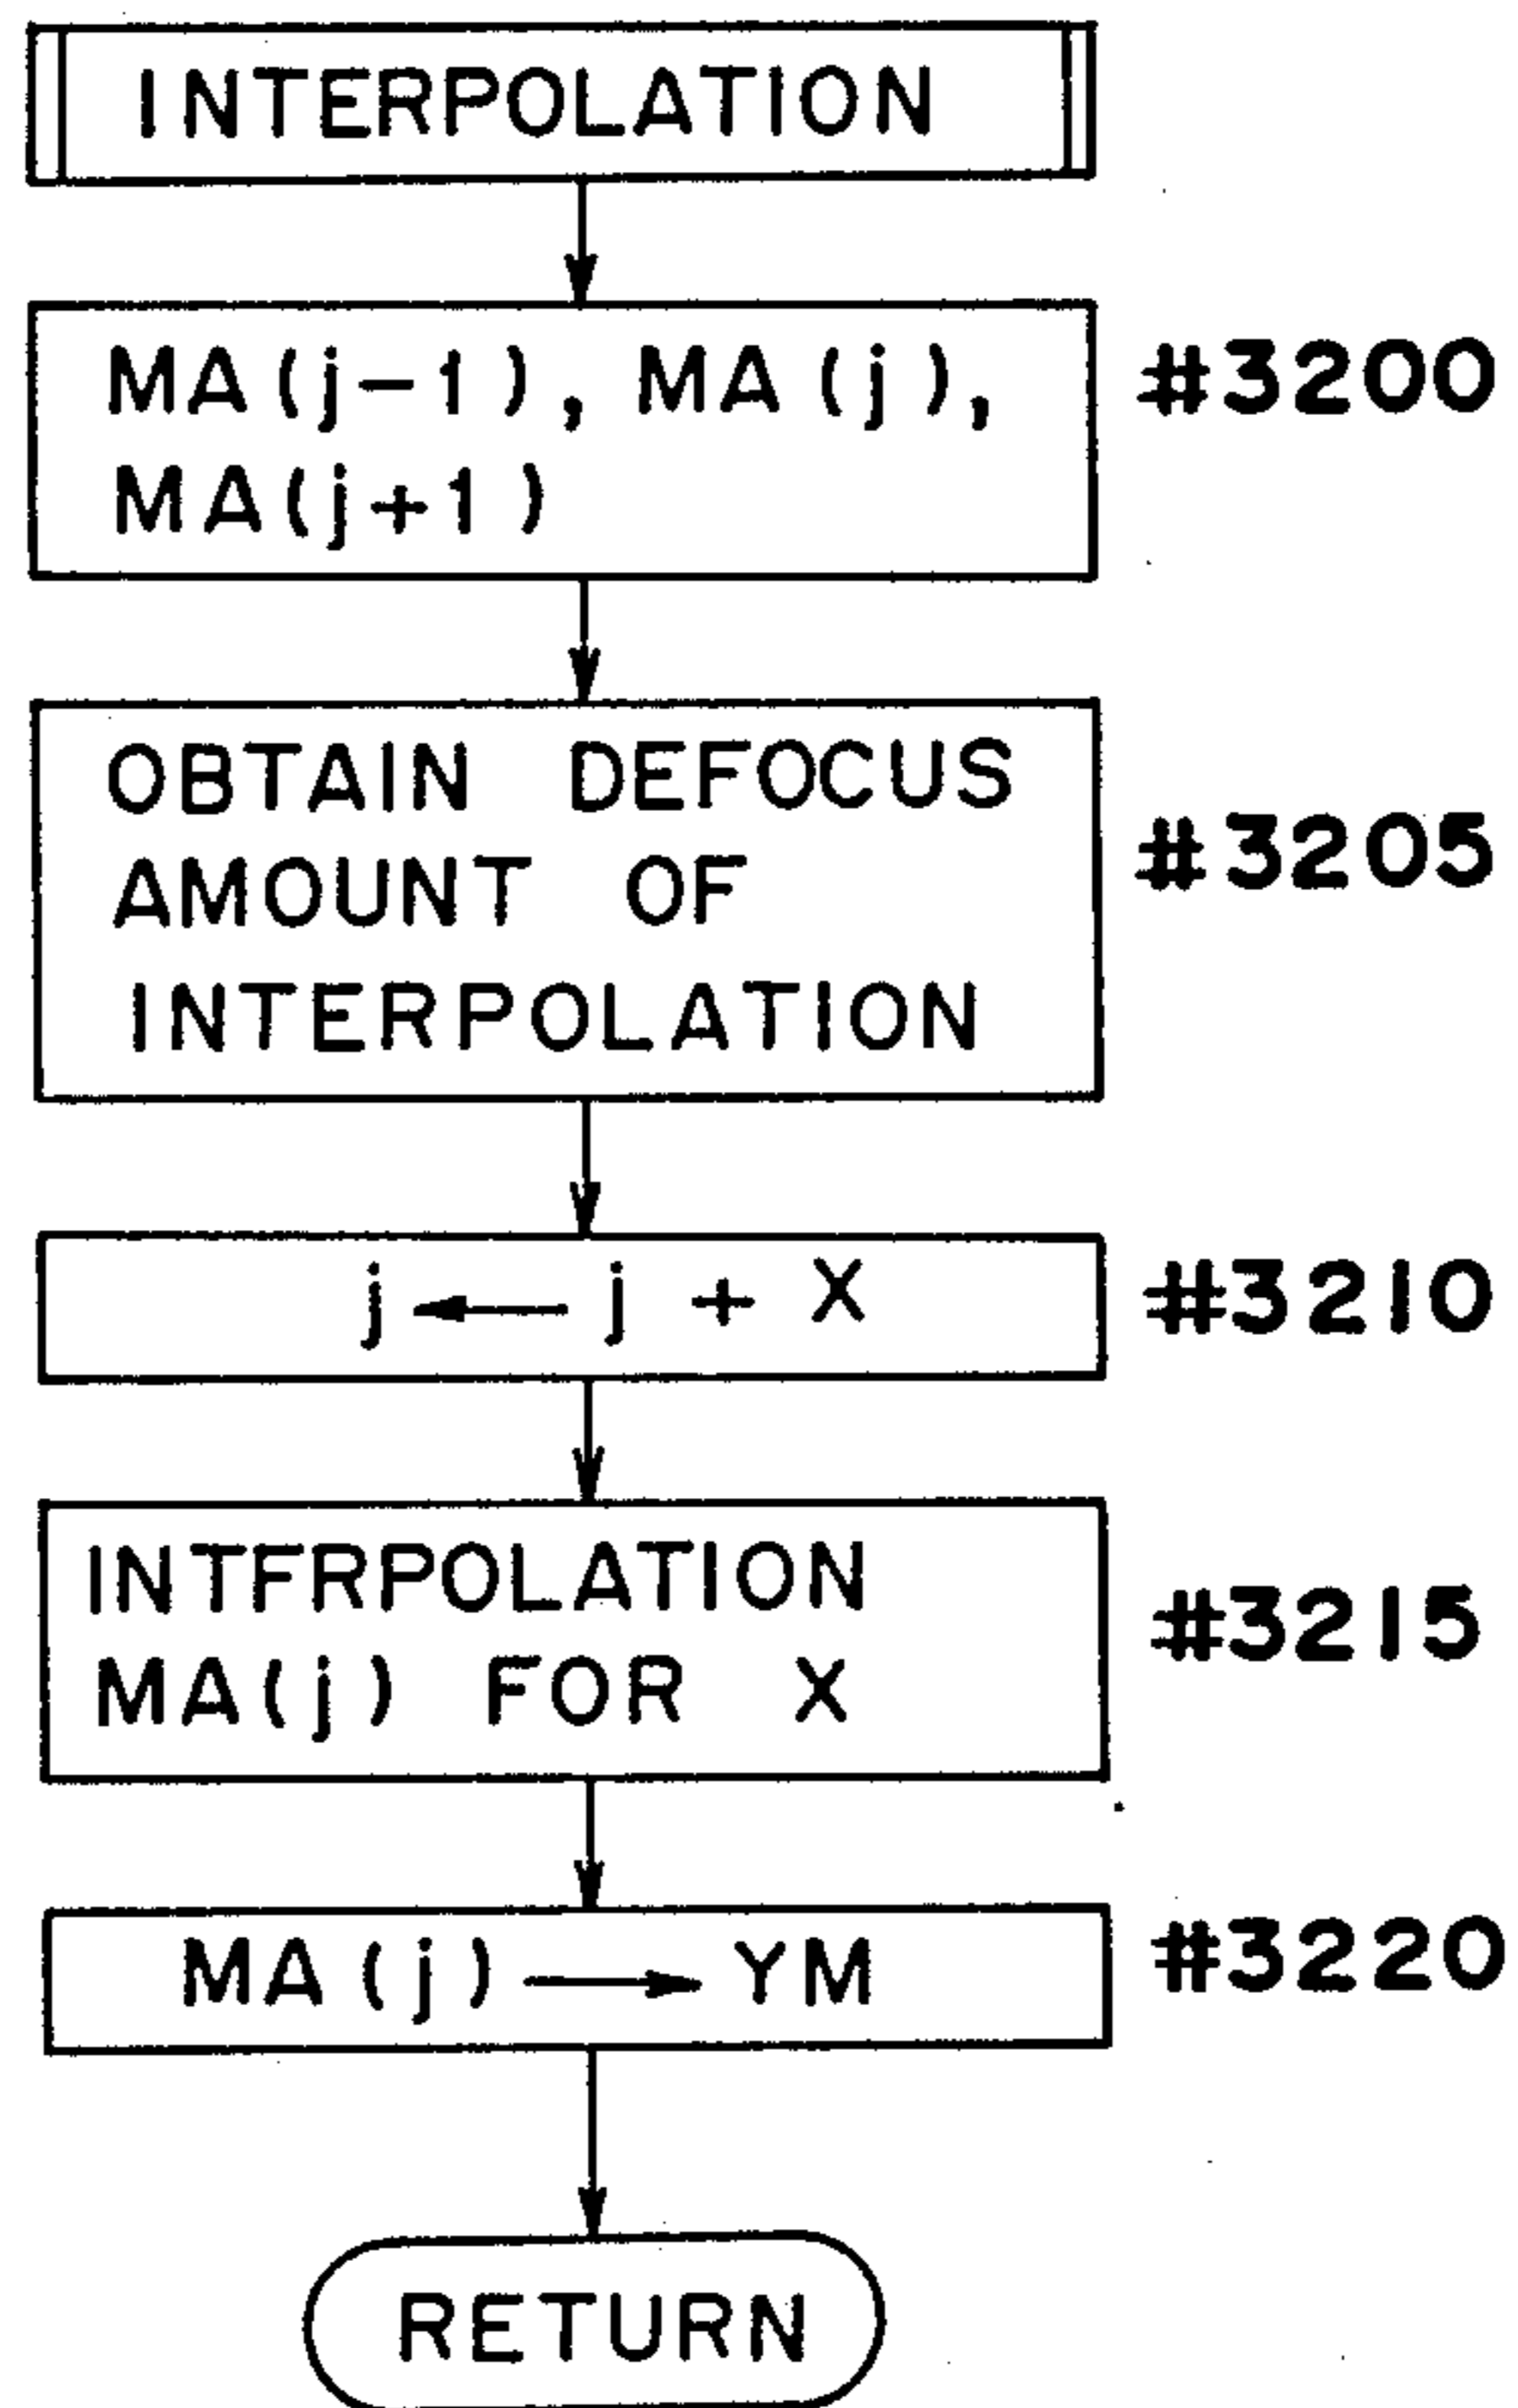 INTERPOLATION
MA(j-1), MA(j), #3200
MA(j+1)
OBTAIN DEFOCUS
AMOUNT OF #3205
INTERPOLATION
j ← j + X #3210
INTFRPOLATION
MA(j) FOR X #3215
MA(j) → YM #3220
RETURN